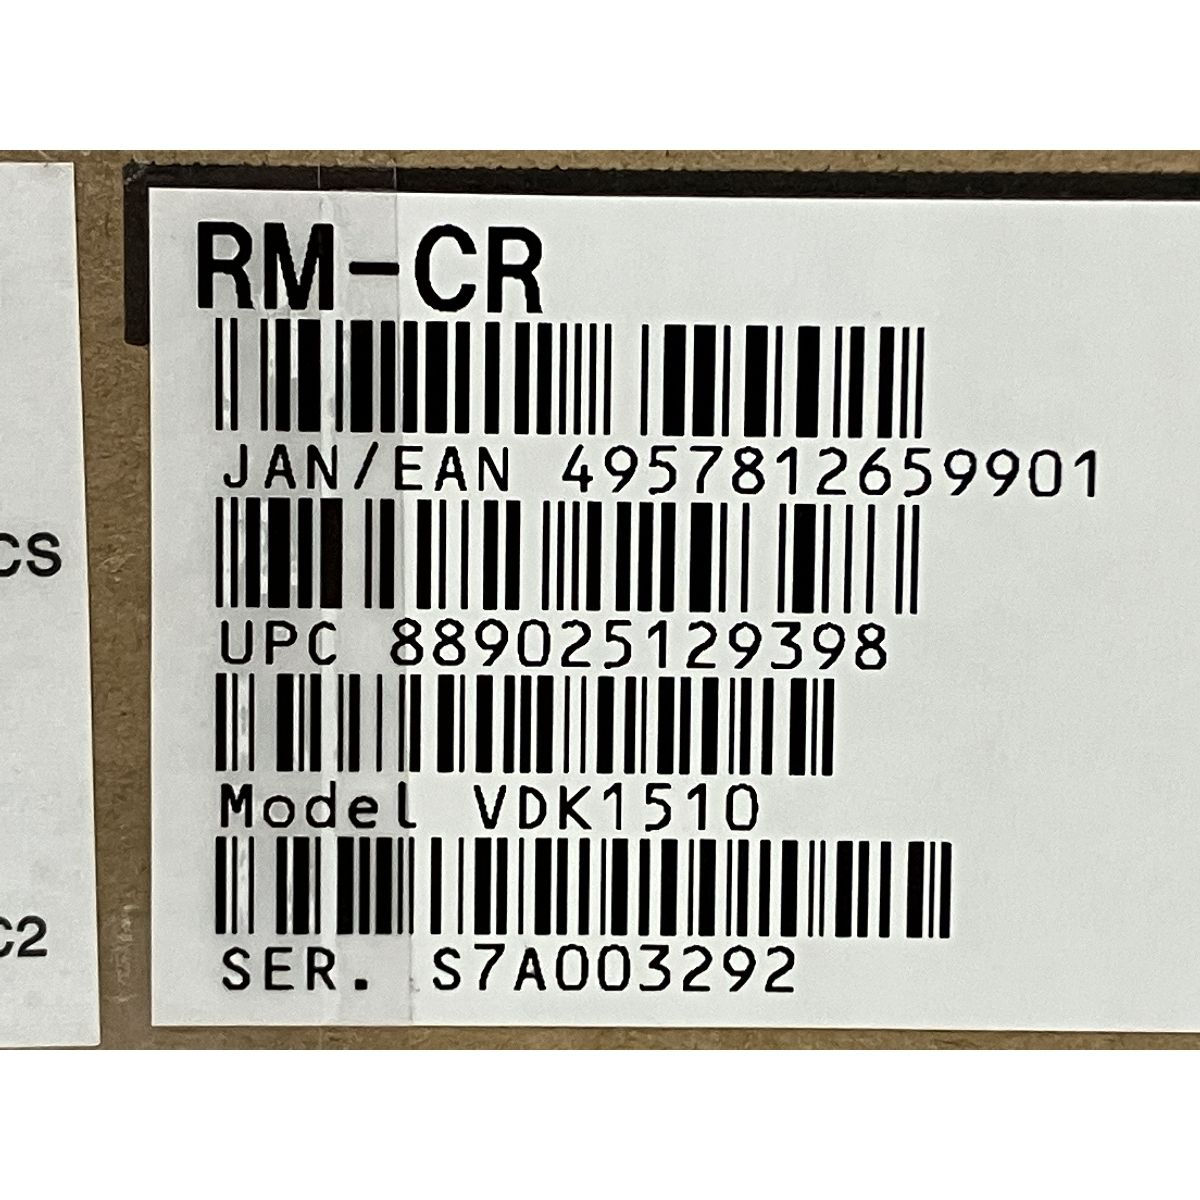 RM-CR
JAN/EAN 4957812659901
CS
UPC 889025129398
Model VDK1510
C2
SER. S7A003292